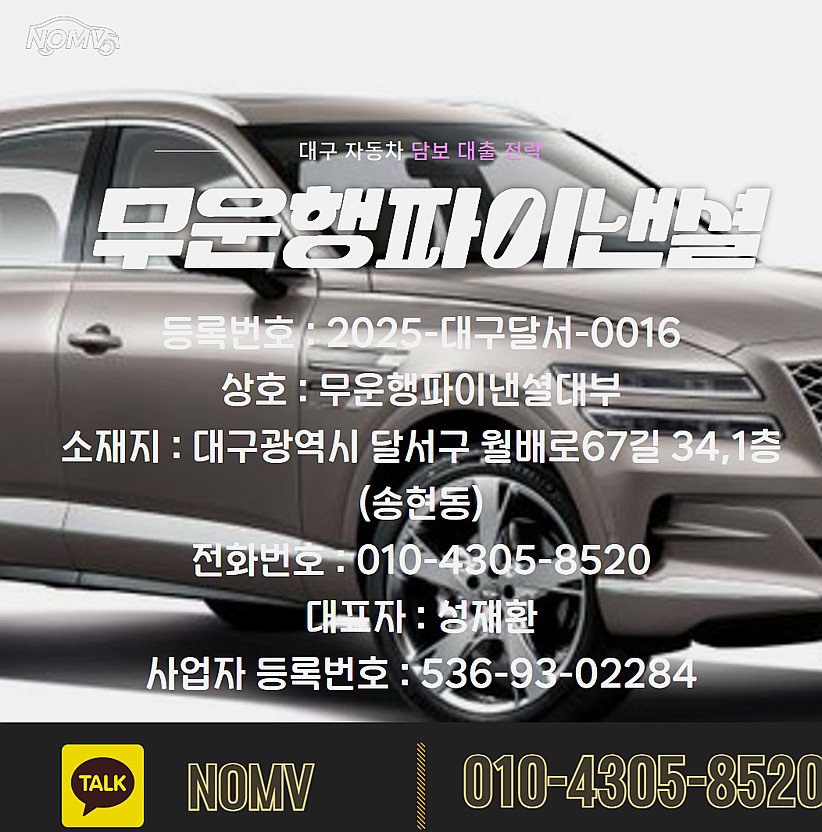 NOMV
대구 자동차 담보 대출 전략
무운행파이낸셜
등록번호 : 2025-대구달서-0016
상호 : 무운행파이낸셜대부
소재지 : 대구광역시 달서구 월배로67길 34,1층
(송현동)
전화번호 : 010-4305-8520
대표자 : 성재환
사업자 등록번호 : 536-93-02284
TALK NOMV 010-4305-8520